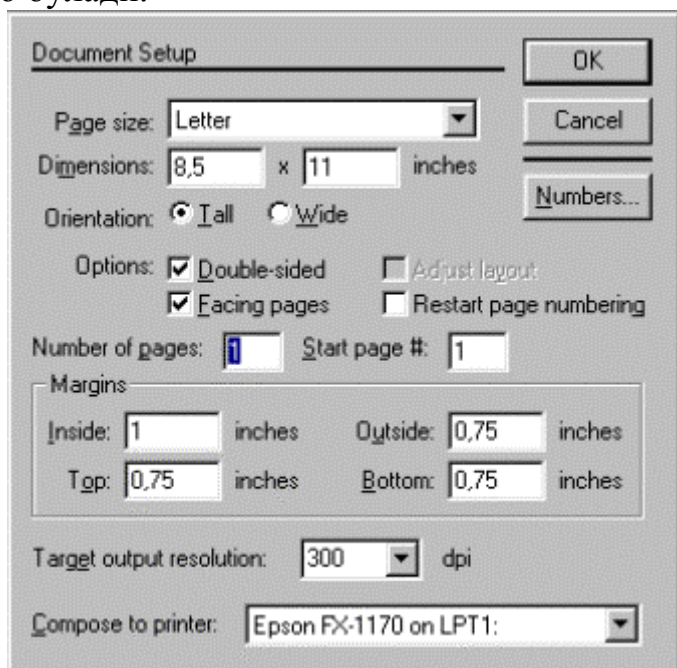 Document Setup
OK
Page size: Letter
Cancel
Dimensions: 8,5 x 11 inches
Numbers...
Orientation: Tall Wide
Options: Double-sided Adjust layout
Facing pages Restart page numbering
Number of pages: 1 Start page #: 1
Margins
Inside: 1 inches Outside: 0,75 inches
Top: 0,75 inches Bottom: 0,75 inches
Target output resolution: 300 dpi
Compose to printer: Epson FX-1170 on LPT1: